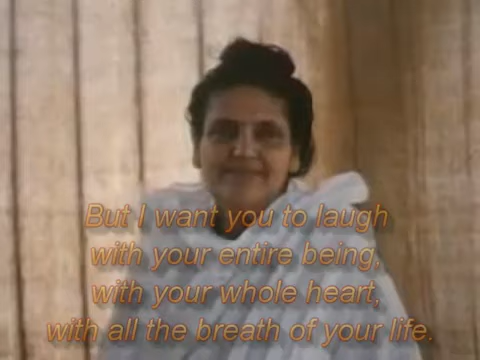 But I want you to laugh
with your entire being,
with your whole heart,
with all the breath of your life.